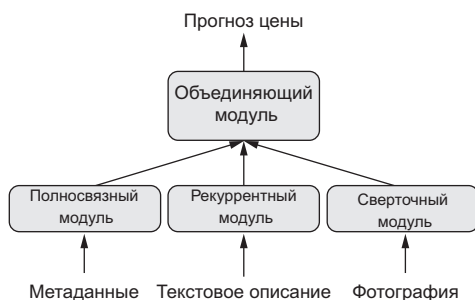 Прогноз цены
Объединяющий
модуль
Полносвязный
модуль
Рекуррентный
модуль
Сверточный
модуль
Метаданные
Текстовое описание
Фотография